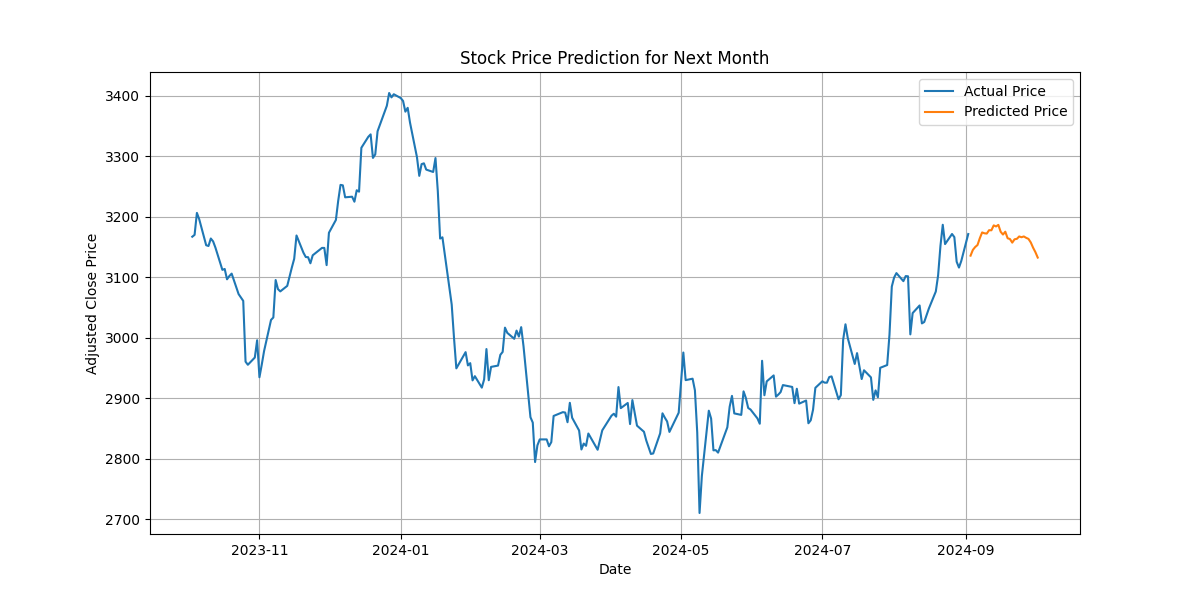 Stock Price Prediction for Next Month
Actual Price
Predicted Price
Adjusted Close Price
3400
3300
3200
3100
3000
2900
2800
2700
2023-11
2024-01
2024-03
2024-05
2024-07
2024-09
Date